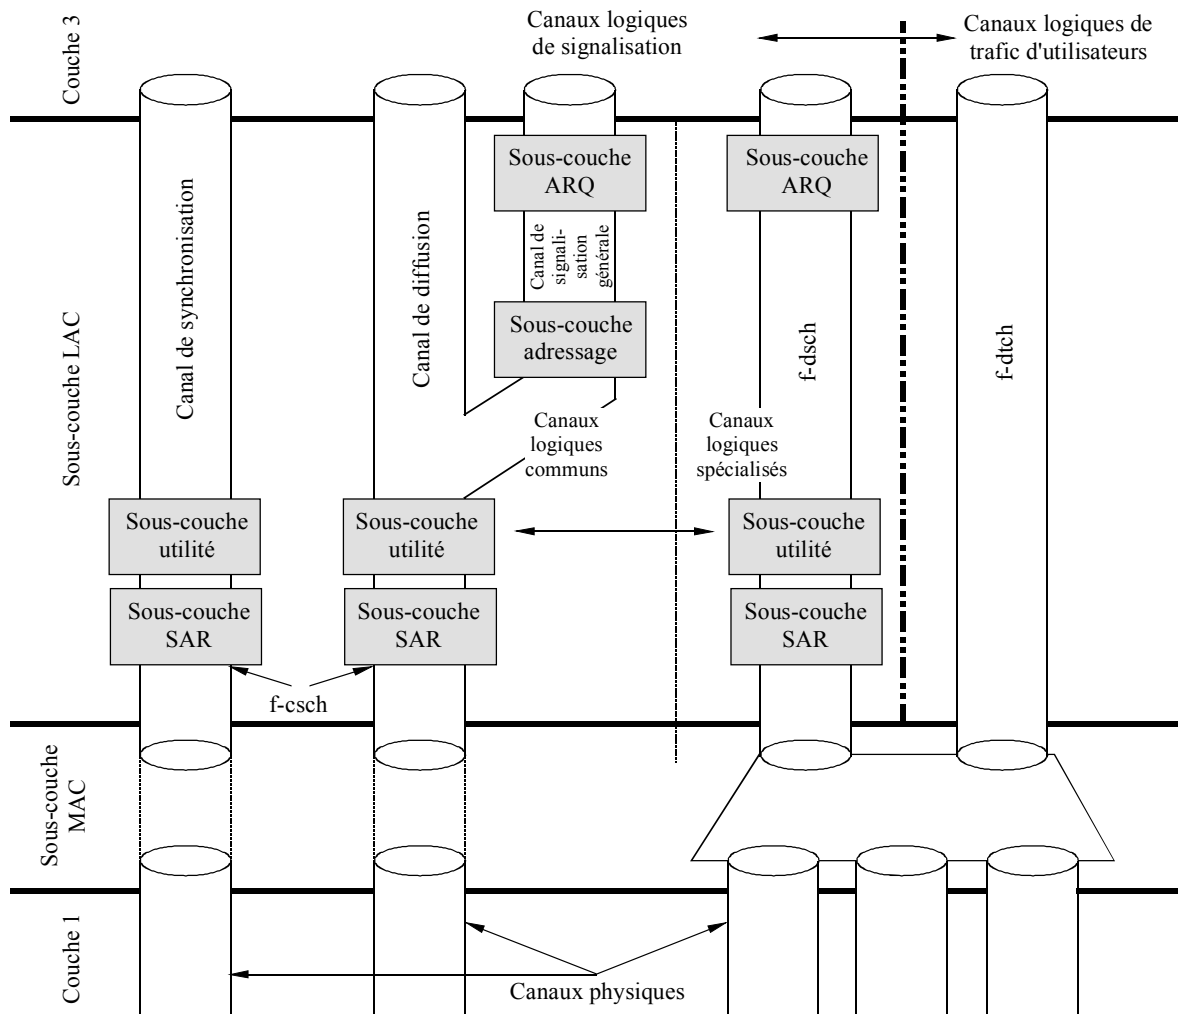 Canaux logiques
de signalisation
Canaux logiques de
trafic d'utilisateurs
Couche 3
Sous-couche
ARQ
Sous-couche
ARQ
Canal de synchronisation
Canal de diffusion
Canal de
signali-
sation
générale
Sous-couche
adressage
f-dsch
f-dtch
Sous-couche LAC
Canaux
logiques
communs
Canaux
logiques
spécialisés
Sous-couche
utilité
Sous-couche
utilité
Sous-couche
utilité
Sous-couche
SAR
Sous-couche
SAR
Sous-couche
SAR
f-csch
Sous-couche
MAC
Couche 1
Canaux physiques